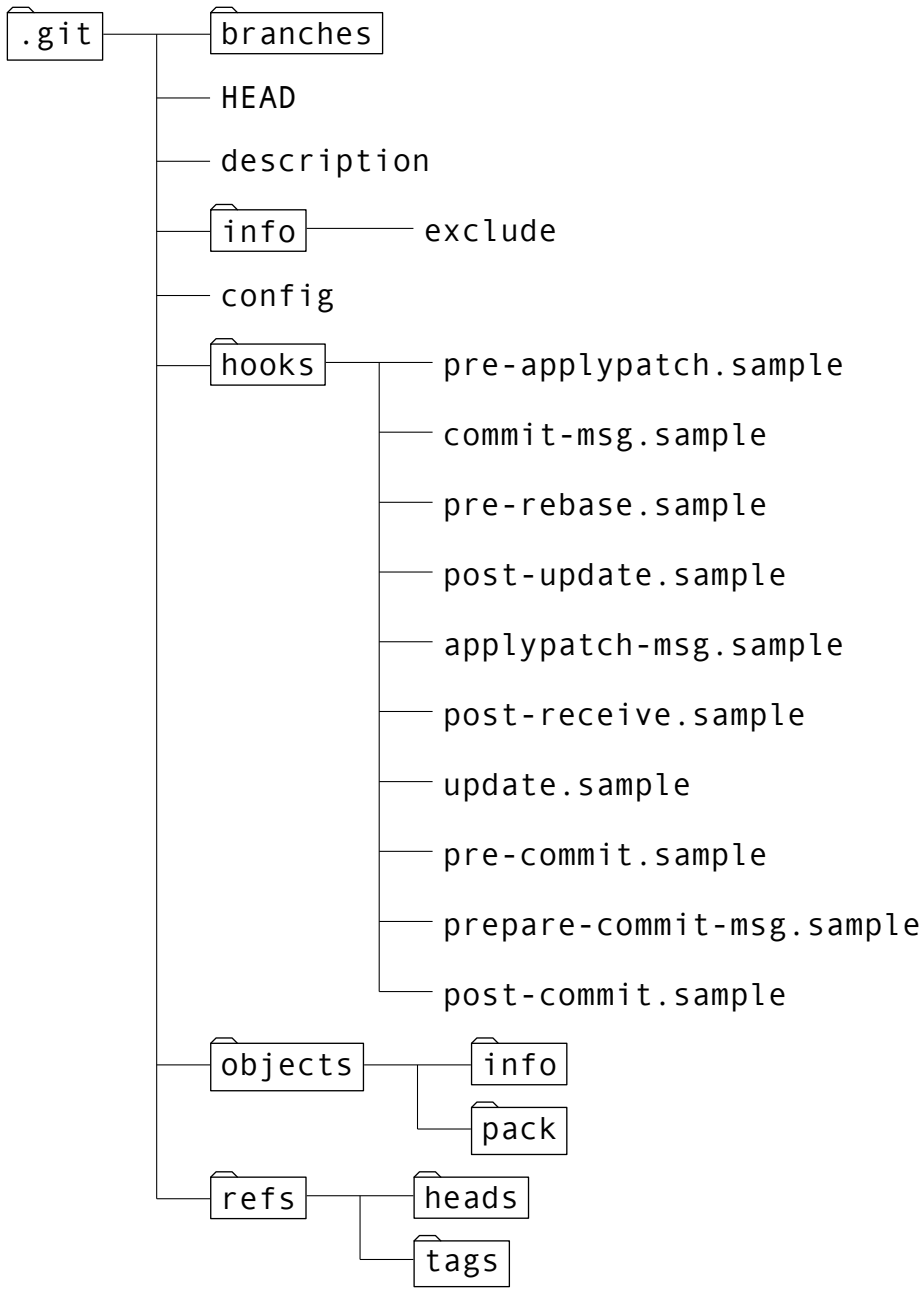 .git
branches
HEAD
description
info
exclude
config
hooks
pre-applypatch.sample
commit-msg.sample
pre-rebase.sample
post-update.sample
applypatch-msg.sample
post-receive.sample
update.sample
pre-commit.sample
prepare-commit-msg.sample
post-commit.sample
objects
info
pack
refs
heads
tags